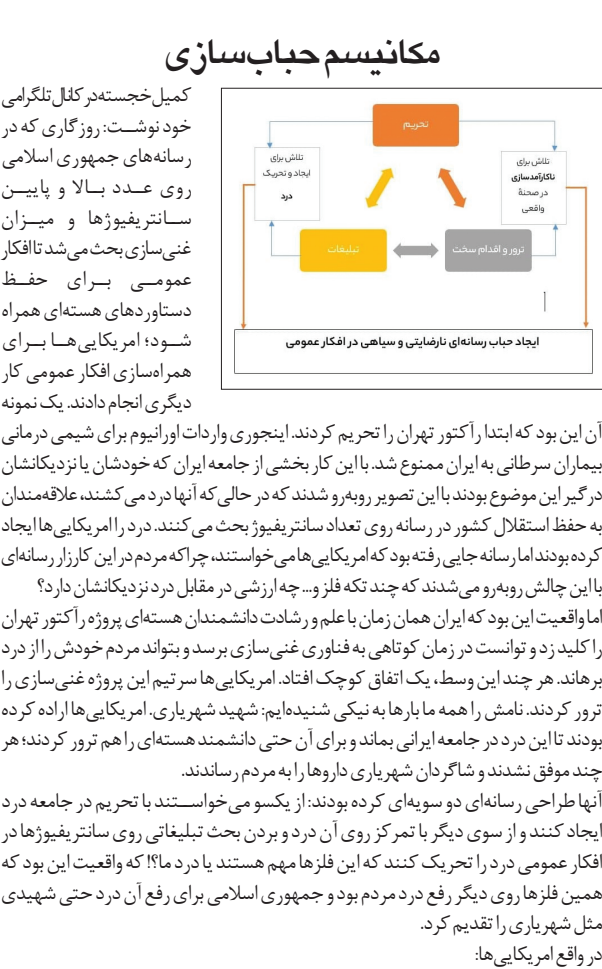 مکانیسم حباب‌سازی
کمیل خجسته در کانال تلگرامی
خود نوشت: روزگاری که در
رسانه‌های جمهوری اسلامی
روی عدد بالا و پایین
سانتریفیوژها و میزان
غنی‌سازی بحث می‌شد تا افکار
عمومی برای حفظ
دستاوردهای هسته‌ای همراه
شود؛ امریکایی‌ها برای
همراه‌سازی افکار عمومی کار
دیگری انجام دادند. یک نمونه
تحریم
تلاش برای
ناکارآمدسازی
در صحنهٔ
واقعی
تلاش برای
ایجاد و تحریک
درد
ترور و اقدام سخت
تبلیغات
ایجاد حباب رسانه‌ای نارضایتی و سیاهی در افکار عمومی
آن این بود که ابتدا رآکتور تهران را تحریم کردند. اینجوری واردات اورانیوم برای شیمی درمانی
بیماران سرطانی به ایران ممنوع شد. با این کار بخشی از جامعه ایران که خودشان یا نزدیکانشان
درگیر این موضوع بودند با این تصویر روبه‌رو شدند که در حالی که آنها درد می‌کشند، علاقه‌مندان
به حفظ استقلال کشور در رسانه روی تعداد سانتریفیوژ بحث می‌کنند. درد را امریکایی‌ها ایجاد
کرده بودند اما رسانه جایی رفته بود که امریکایی‌ها می‌خواستند، چراکه مردم در این کارزار رسانه‌ای
با این چالش روبه‌رو می‌شدند که چند تکه فلز و... چه ارزشی در مقابل درد نزدیکانشان دارد؟
اما واقعیت این بود که ایران همان زمان با علم و رشادت دانشمندان هسته‌ای پروژه رآکتور تهران
را کلید زد و توانست در زمان کوتاهی به فناوری غنی‌سازی برسد و بتواند مردم خودش را از درد
برهاند. هر چند این وسط، یک اتفاق کوچک افتاد. امریکایی‌ها سر تیم این پروژه غنی‌سازی را
ترور کردند. نامش را همه ما بارها به نیکی شنیده‌ایم: شهید شهریاری. امریکایی‌ها اراده کرده
بودند تا این درد در جامعه ایرانی بماند و برای آن حتی دانشمند هسته‌ای را هم ترور کردند؛ هر
چند موفق نشدند و شاگردان شهریاری داروها را به مردم رساندند.
آنها طراحی رسانه‌ای دو سویه‌ای کرده بودند: از یکسو می‌خواستند با تحریم در جامعه درد
ایجاد کنند و از سوی دیگر با تمرکز روی آن درد و بردن بحث تبلیغاتی روی سانتریفیوژها در
افکار عمومی درد را تحریک کنند که این فلزها مهم هستند یا درد ما؟! که واقعیت این بود که
همین فلزها روی دیگر رفع درد مردم بود و جمهوری اسلامی برای رفع آن درد حتی شهیدی
مثل شهریاری را تقدیم کرد.
در واقع امریکایی‌ها: